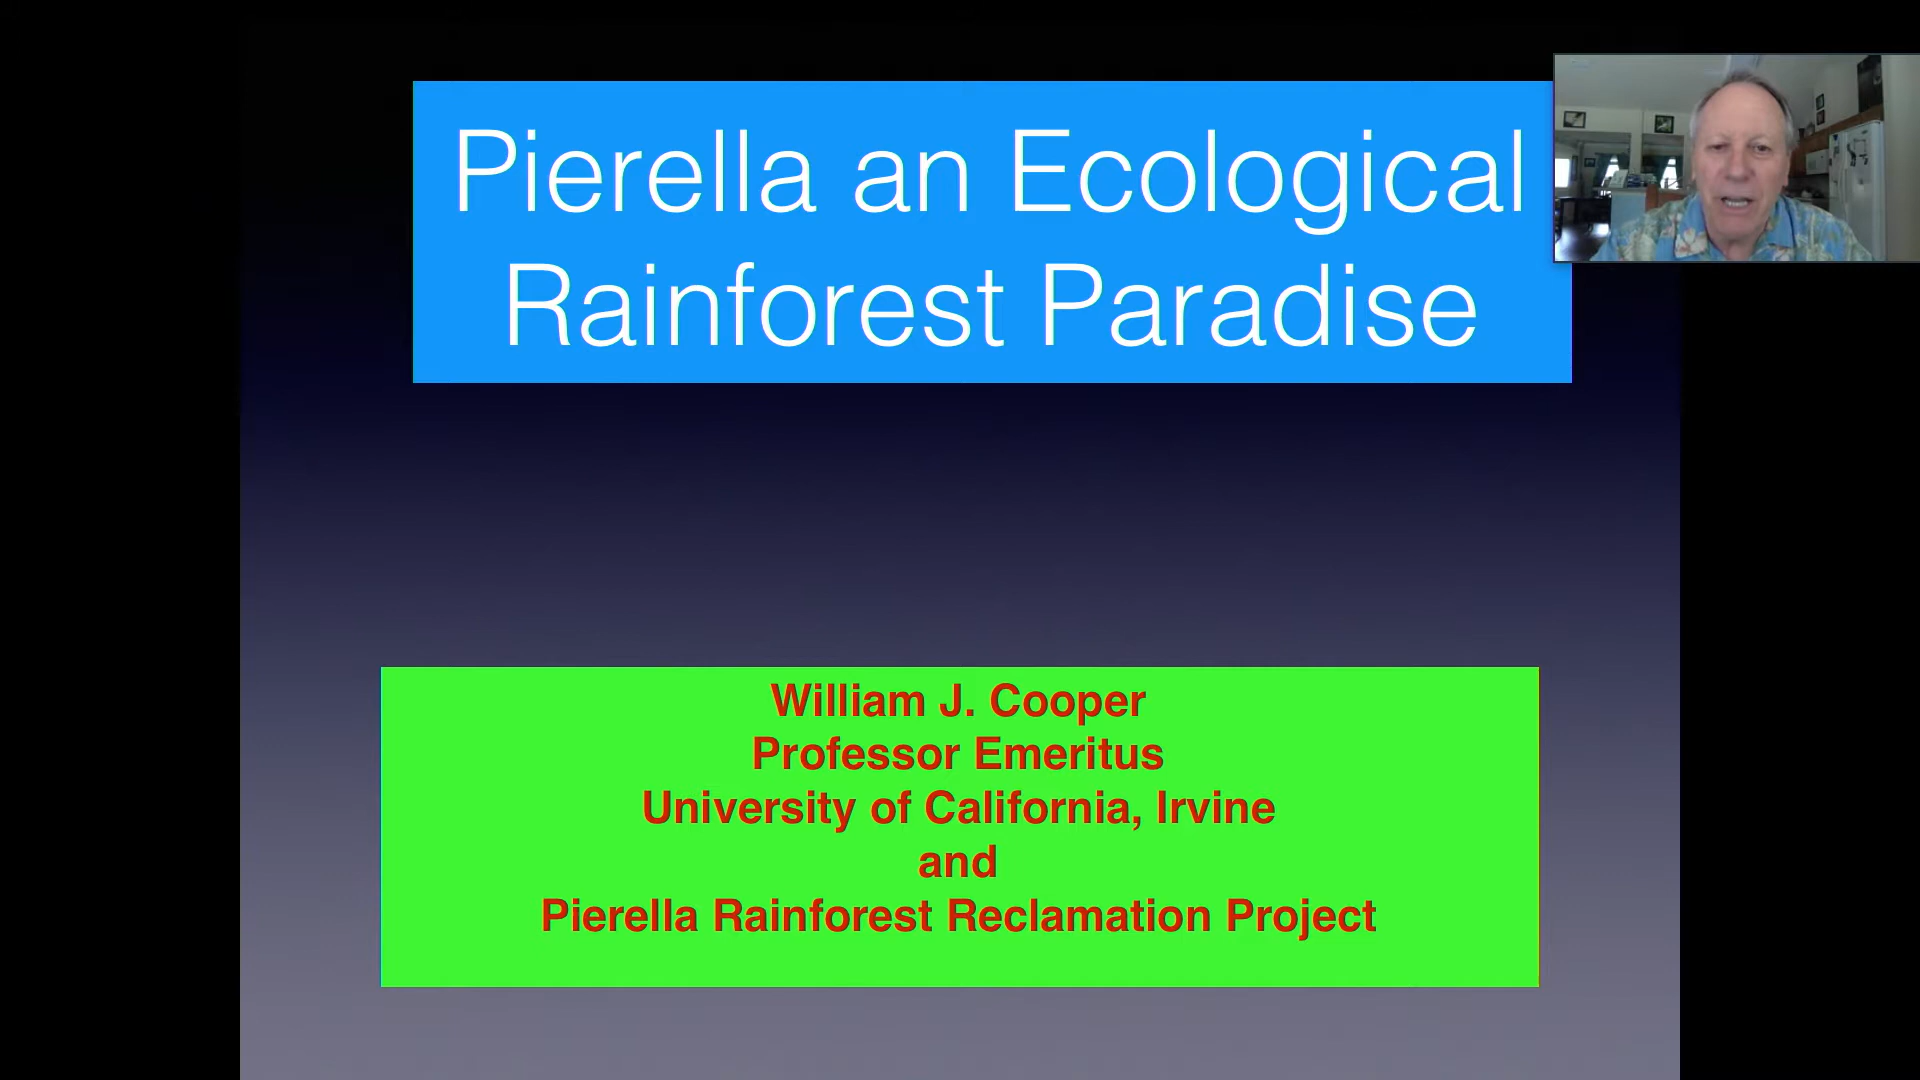 Pierella an Ecological
Rainforest Paradise
William J. Cooper
Professor Emeritus
University of California, Irvine
and
Pierella Rainforest Reclamation Project